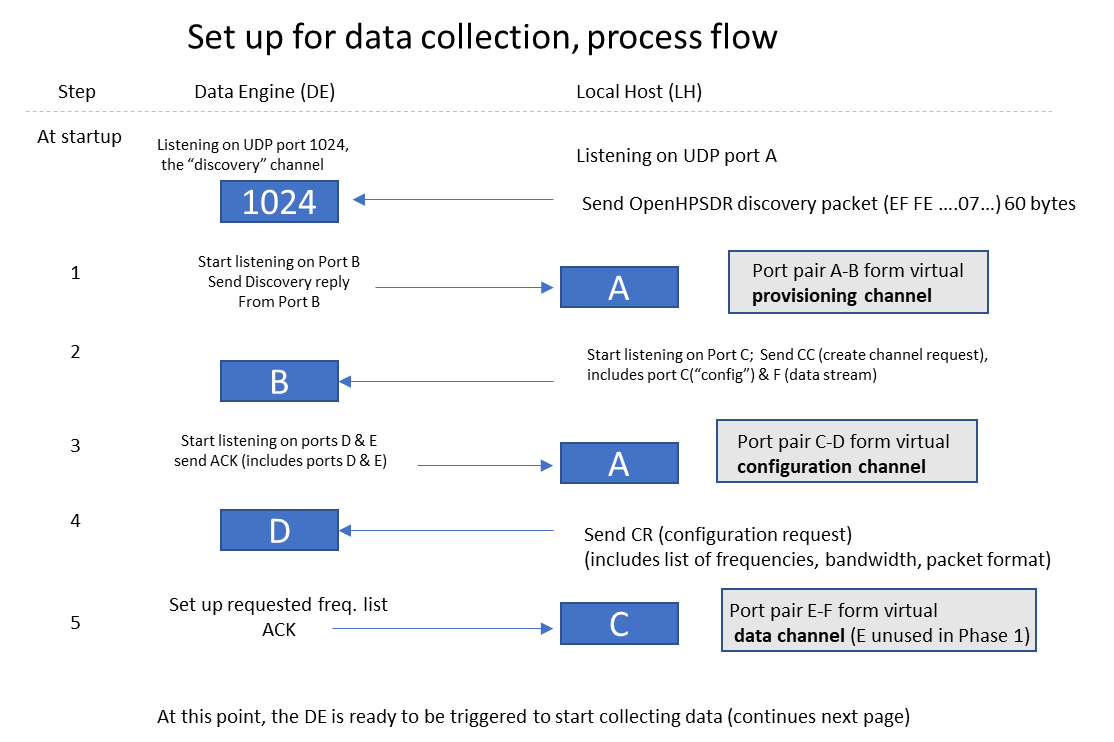 Set up for data collection, process flow
Step
Data Engine (DE)
Local Host (LH)
At startup
Listening on UDP port 1024,
the “discovery” channel
Listening on UDP port A
1024
Send OpenHPSDR discovery packet (EF FE ....07...) 60 bytes
1
Start listening on Port B
Send Discovery reply
From Port B
A
Port pair A-B form virtual
provisioning channel
2
B
Start listening on Port C;  Send CC (create channel request),
includes port C(“config”) & F (data stream)
3
Start listening on ports D & E
send ACK (includes ports D & E)
A
Port pair C-D form virtual
configuration channel
4
D
Send CR (configuration request)
(includes list of frequencies, bandwidth, packet format)
5
Set up requested freq. list
ACK
C
Port pair E-F form virtual
data channel (E unused in Phase 1)
At this point, the DE is ready to be triggered to start collecting data (continues next page)